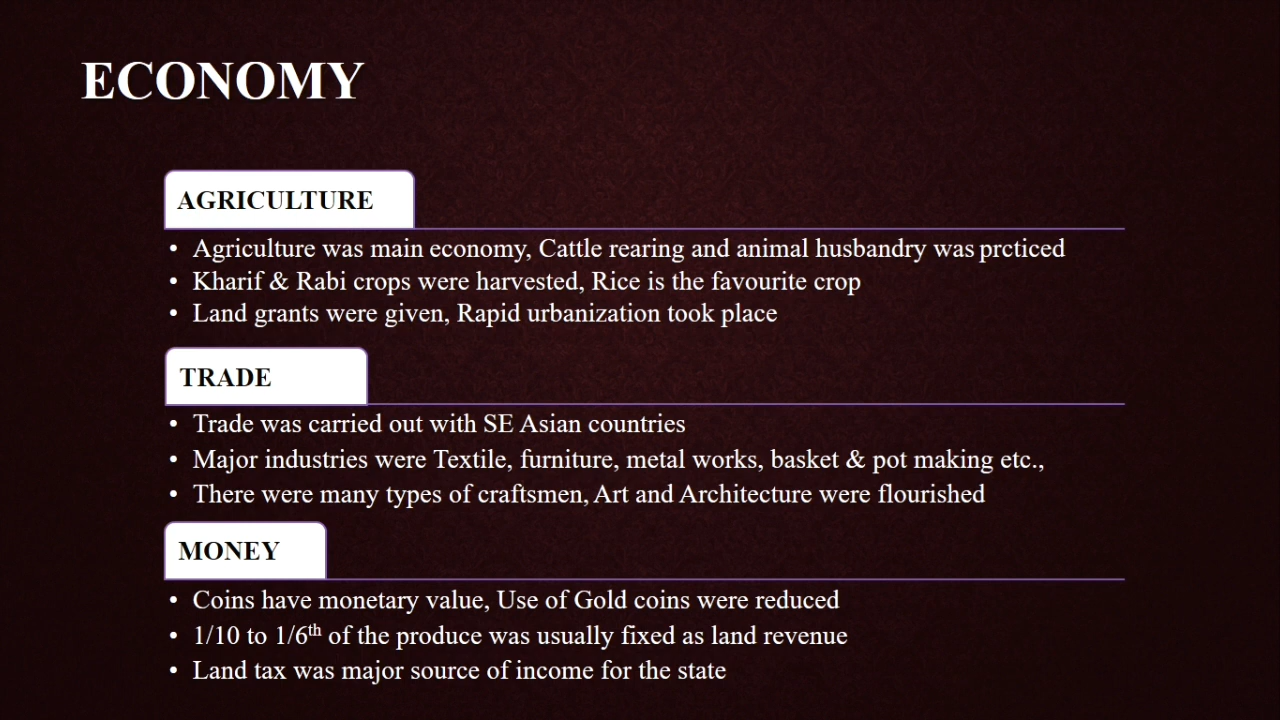 ECONOMY
AGRICULTURE
• Agriculture was main economy, Cattle rearing and animal husbandry was prcticed
• Kharif & Rabi crops were harvested, Rice is the favourite crop
• Land grants were given, Rapid urbanization took place
TRADE
• Trade was carried out with SE Asian countries
• Major industries were Textile, furniture, metal works, basket & pot making etc.,
• There were many types of craftsmen, Art and Architecture were flourished
MONEY
• Coins have monetary value, Use of Gold coins were reduced
• 1/10 to 1/6th of the produce was usually fixed as land revenue
• Land tax was major source of income for the state